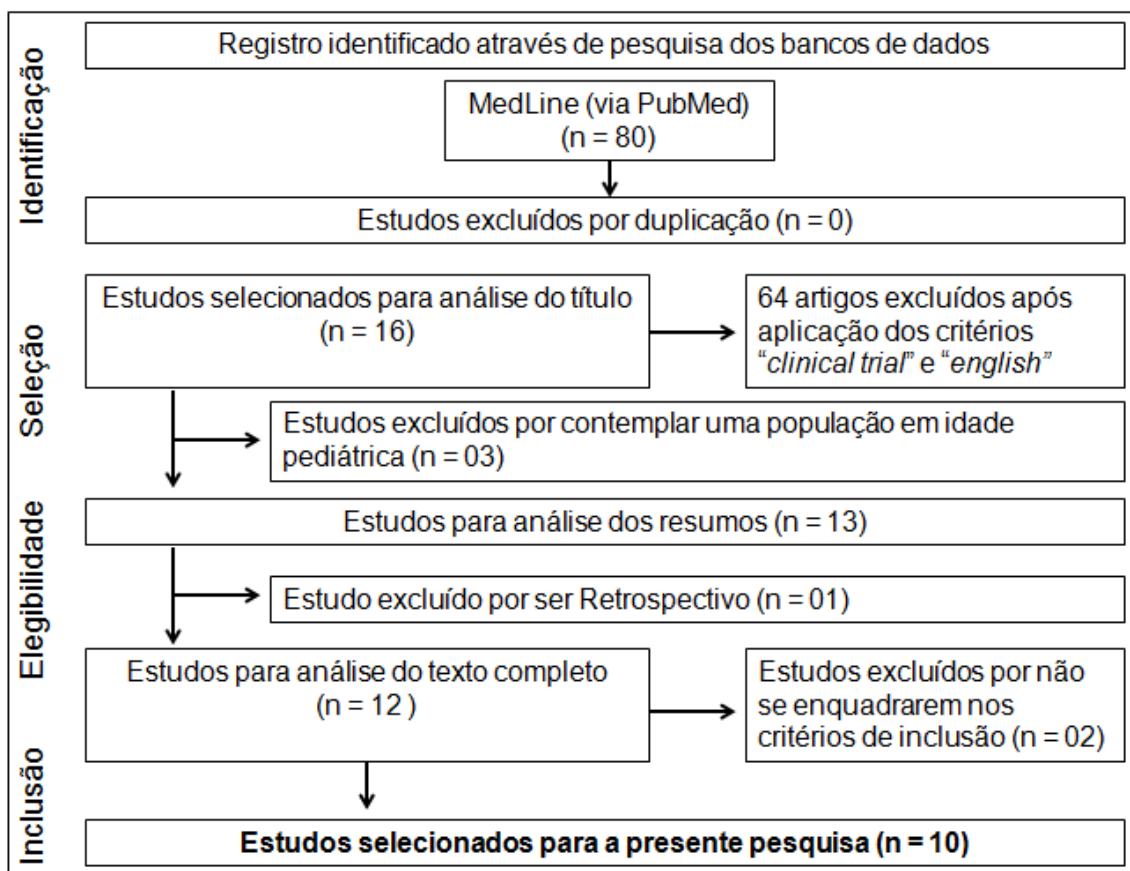 Identificação
Registro identificado através de pesquisa dos bancos de dados
MedLine (via PubMed)
(n = 80)
Estudos excluídos por duplicação (n = 0)
Seleção
Estudos selecionados para análise do título
(n = 16)
64 artigos excluídos após
aplicação dos critérios
“clinical trial” e “english”
Estudos excluídos por contemplar uma população em idade
pediátrica (n = 03)
Elegibilidade
Estudos para análise dos resumos (n = 13)
Estudo excluído por ser Retrospectivo (n = 01)
Estudos para análise do texto completo
(n = 12 )
Estudos excluídos por não
se enquadrarem nos
critérios de inclusão (n = 02)
Inclusão
Estudos selecionados para a presente pesquisa (n = 10)